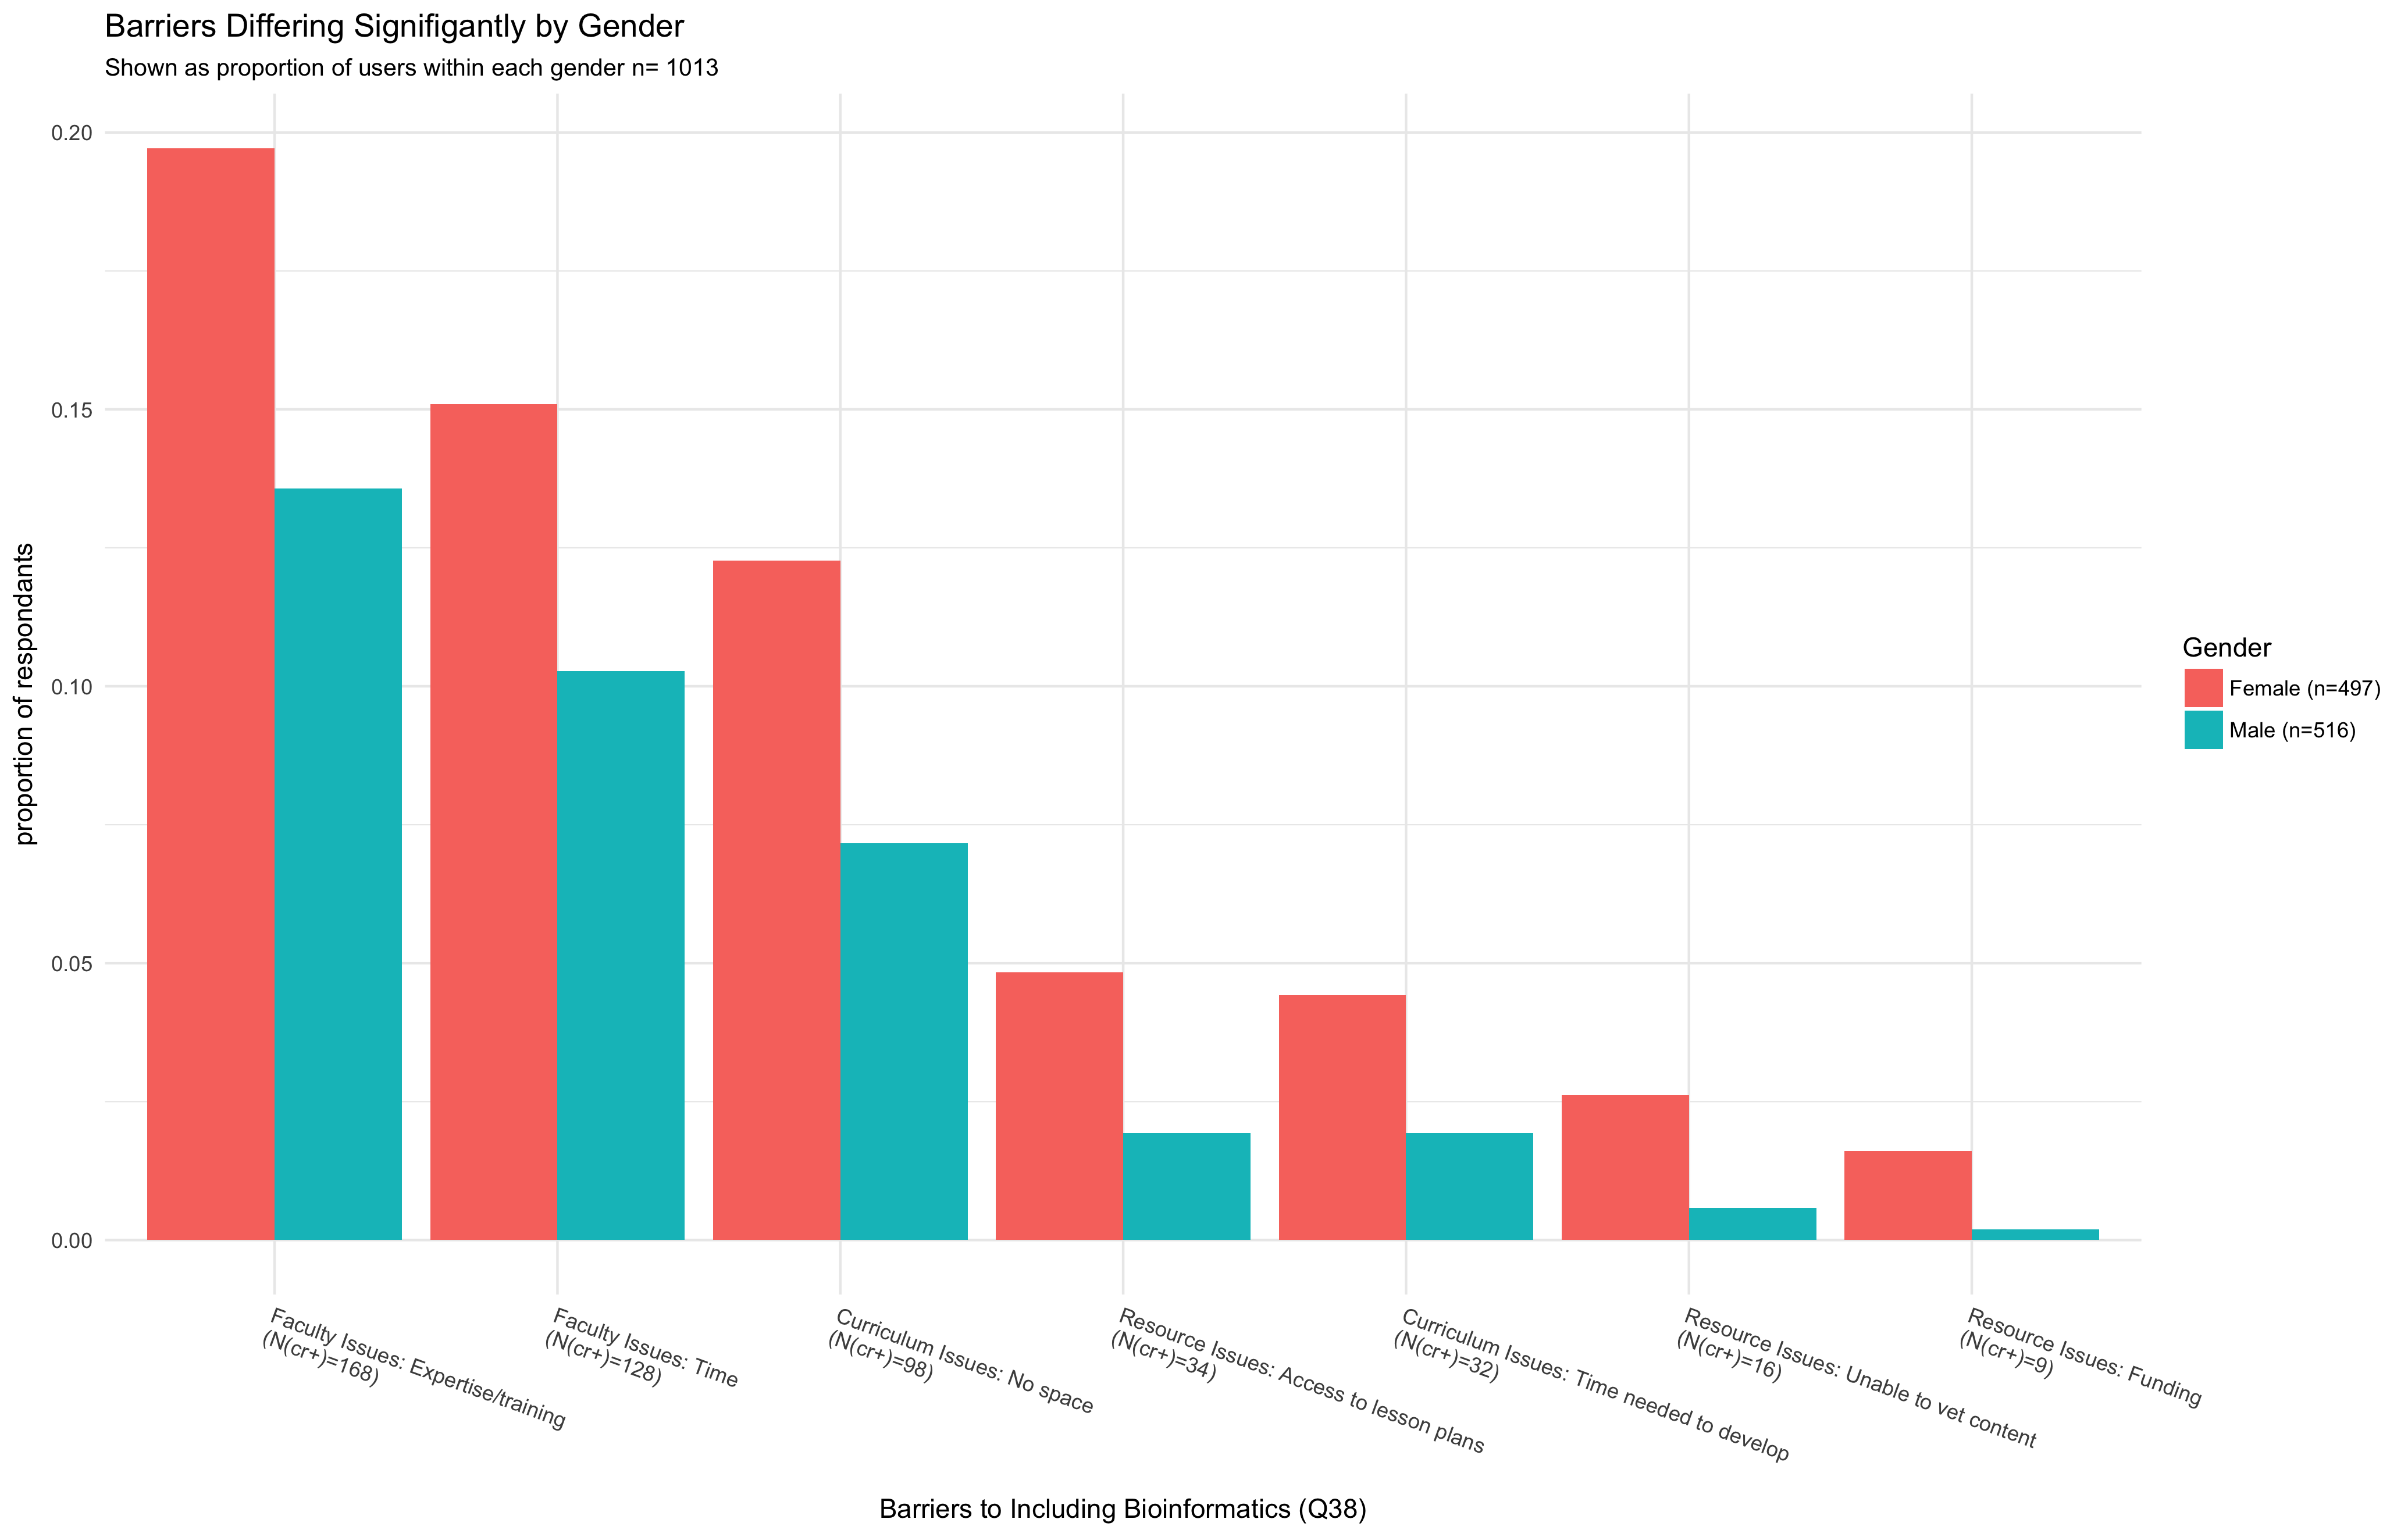 Barriers Differing Signifigantly by Gender
Shown as proportion of users within each gender n= 1013
proportion of respondants
0.20
0.15
0.10
0.05
0.00
Faculty Issues: Expertise/training
(N(cr+)=168)
Faculty Issues: Time
(N(cr+)=128)
Curriculum Issues: No space
(N(cr+)=98)
Resource Issues: Access to lesson plans
(N(cr+)=34)
Curriculum Issues: Time needed to develop
(N(cr+)=32)
Resource Issues: Unable to vet content
(N(cr+)=16)
Resource Issues: Funding
(N(cr+)=9)
Barriers to Including Bioinformatics (Q38)
Gender
Female (n=497)
Male (n=516)